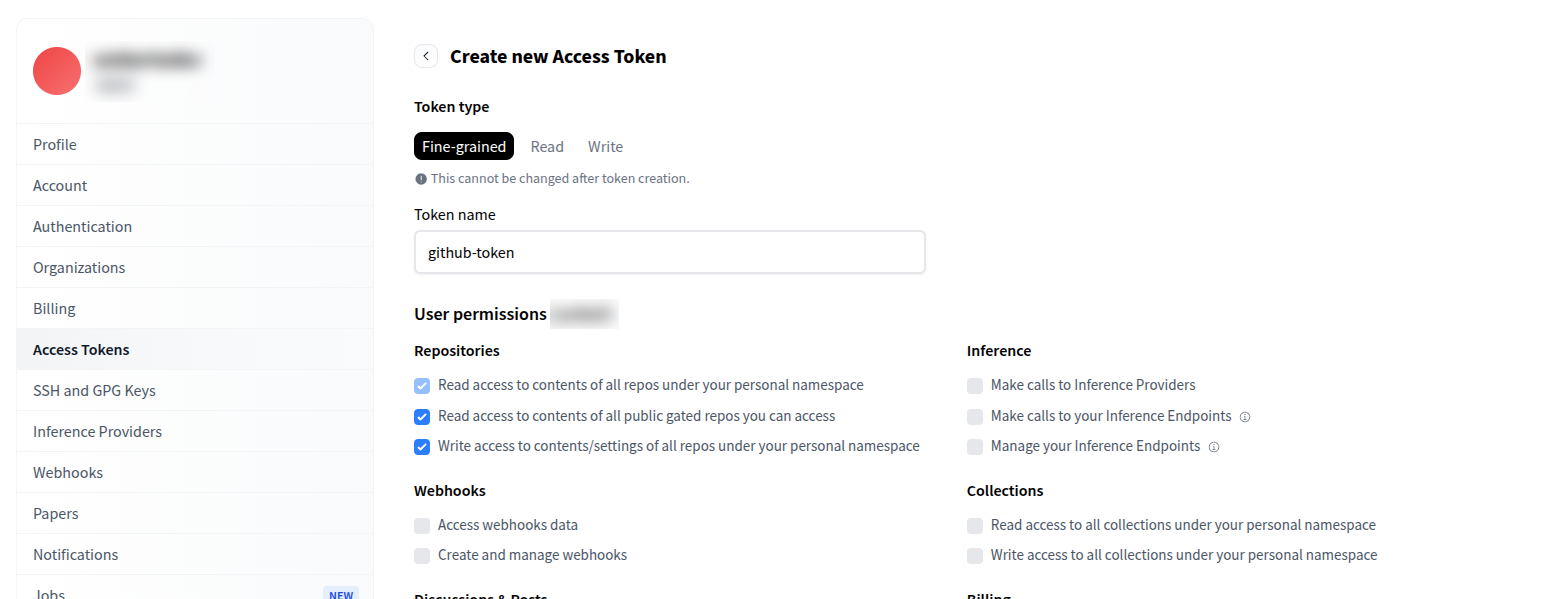 Profile
Account
Authentication
Organizations
Billing
Access Tokens
SSH and GPG Keys
Inference Providers
Webhooks
Papers
Notifications
Jobs NEW
Create new Access Token
Token type
Fine-grained Read Write
This cannot be changed after token creation.
Token name
github-token
User permissions
Repositories
Read access to contents of all repos under your personal namespace
Read access to contents of all public gated repos you can access
Write access to contents/settings of all repos under your personal namespace
Inference
Make calls to Inference Providers
Make calls to your Inference Endpoints
Manage your Inference Endpoints
Webhooks
Access webhooks data
Create and manage webhooks
Collections
Read access to all collections under your personal namespace
Write access to all collections under your personal namespace
Discussions & Posts
Billing